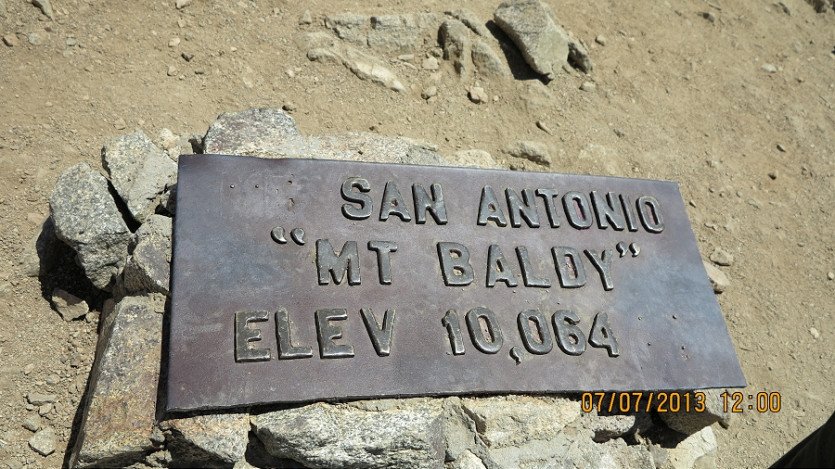 SAN ANTONIO
"MT BALDY"
ELEV 10,064
07/07/2013 12:00